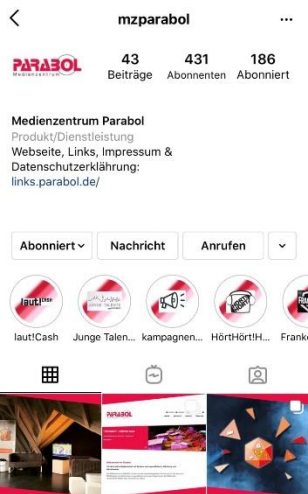 mzparabol
PARABOL
Medienzentrum
43 431 186
Beiträge Abonnenten Abonniert
Medienzentrum Parabol
Produkt/Dienstleistung
Webseite, Links, Impressum &
Datenschutzerklährung:
links.parabol.de/
Abonniert Nachricht Anrufen
laut!Cash Junge Talen... kampagnen... HörtHört!H... Franke
PARABOL